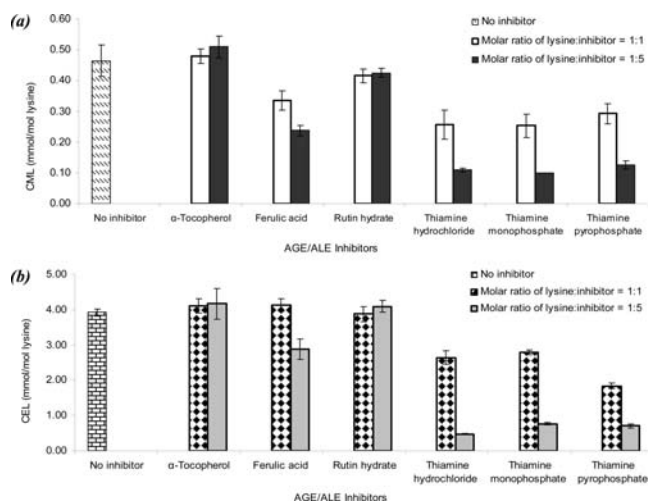 (a)
CML (mmol/mol lysine)
0.60
0.50
0.40
0.30
0.20
0.10
0.00
No inhibitor
Molar ratio of lysine:inhibitor = 1:1
Molar ratio of lysine:inhibitor = 1:5
No inhibitor α-Tocopherol Ferulic acid Rutin hydrate Thiamine hydrochloride Thiamine monophosphate Thiamine pyrophosphate
AGE/ALE Inhibitors
(b)
CEL (mmol/mol lysine)
5.00
4.00
3.00
2.00
1.00
0.00
No inhibitor
Molar ratio of lysine:inhibitor = 1:1
Molar ratio of lysine:inhibitor = 1:5
No inhibitor α-Tocopherol Ferulic acid Rutin hydrate Thiamine hydrochloride Thiamine monophosphate Thiamine pyrophosphate
AGE/ALE Inhibitors